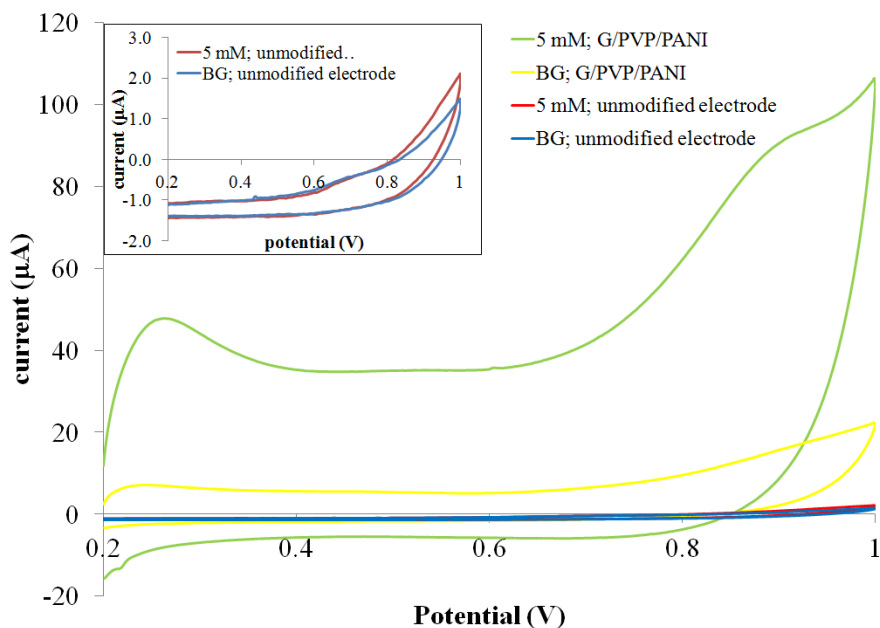 120
100
80
60
40
20
0
-20
current (µA)
0.2
0.4
0.6
0.8
1
Potential (V)
5 mM; G/PVP/PANI
BG; G/PVP/PANI
5 mM; unmodified electrode
BG; unmodified electrode
3.0
2.0
1.0
0.0
-1.0
-2.0
current (µA)
0.2
0.4
0.6
0.8
1
potential (V)
5 mM; unmodified..
BG; unmodified electrode